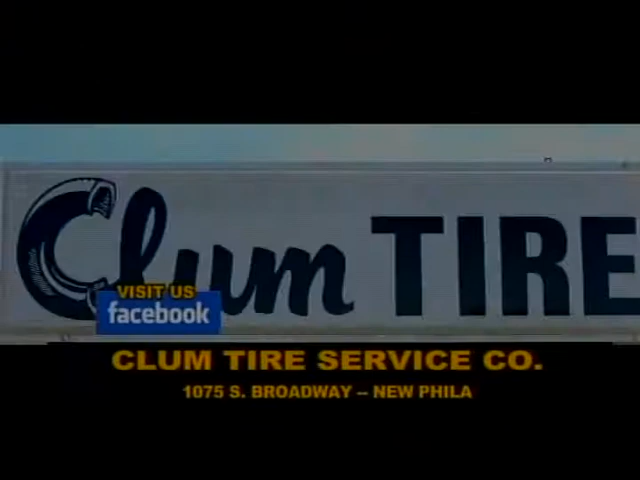 Clum TIRE
VISIT US
facebook
CLUM TIRE SERVICE CO.
1075 S. BROADWAY -- NEW PHILA